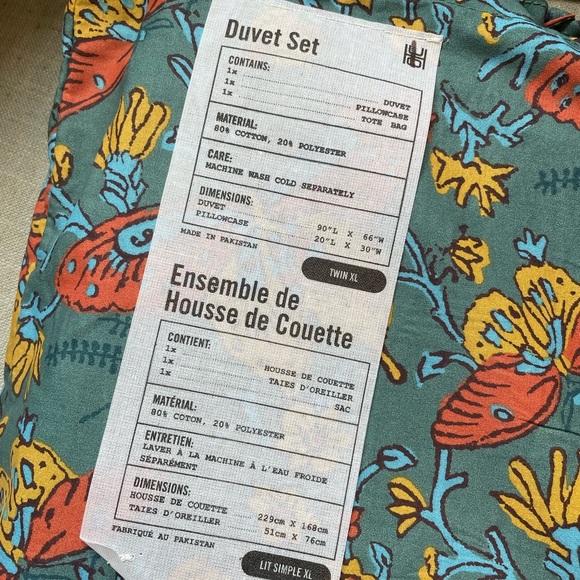 Duvet Set
CONTAINS:
1x DUVET
1x PILLOWCASE
1x TOTE BAG
MATERIAL:
80% COTTON, 20% POLYESTER
CARE:
MACHINE WASH COLD SEPARATELY
DIMENSIONS:
DUVET 90"L X 66"W
PILLOWCASE 20"L X 30"W
MADE IN PAKISTAN
TWIN XL
Ensemble de
Housse de Couette
CONTIENT:
1x HOUSSE DE COUETTE
1x TAIES D'OREILLER
1x SAC
MATÉRIAL:
80% COTON, 20% POLYESTER
ENTRETIEN:
LAVER À LA MACHINE À L'EAU FROIDE
SÉPARÉMENT
DIMENSIONS:
HOUSSE DE COUETTE 229cm X 168cm
TAIES D'OREILLER 51cm X 76cm
FABRIQUÉ AU PAKISTAN
LIT SIMPLE XL